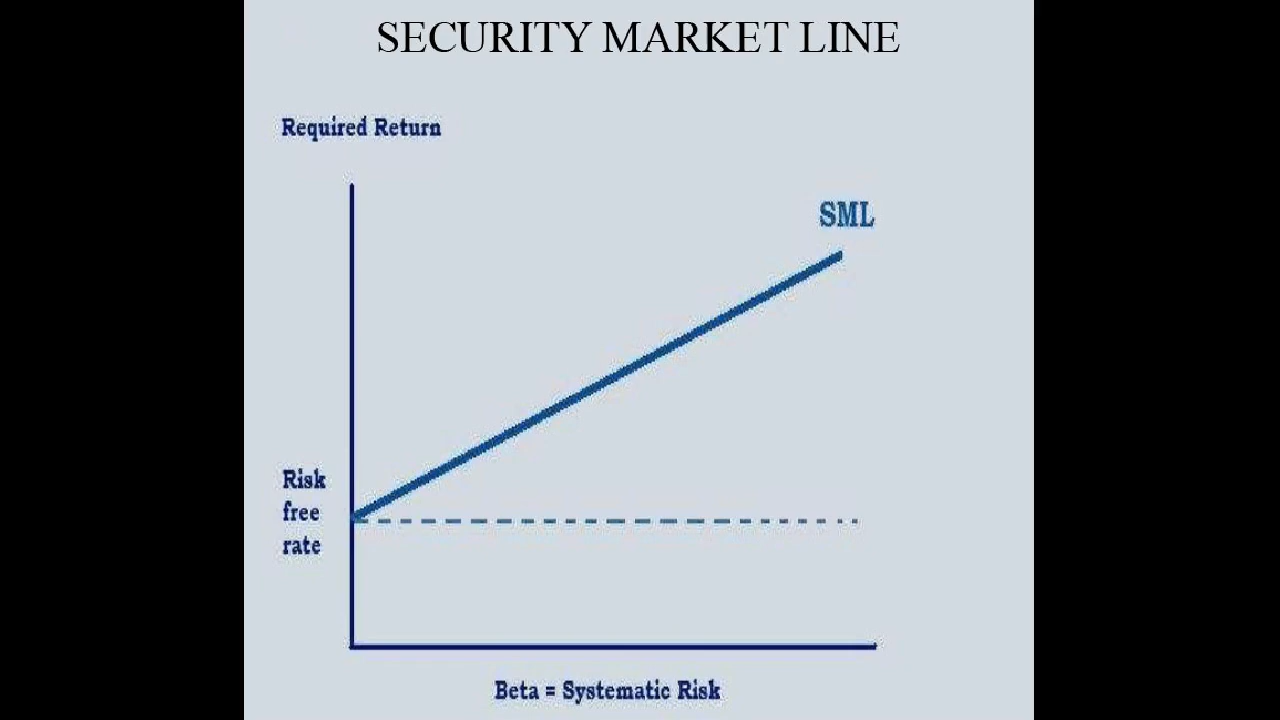 SECURITY MARKET LINE
Required Return
SML
Risk
free
rate
Beta = Systematic Risk